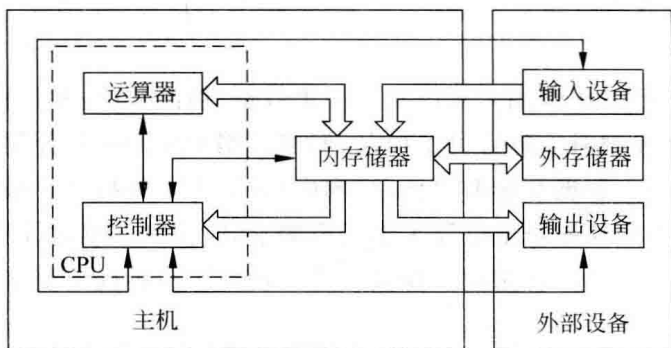 运算器
输入设备
内存储器
外存储器
控制器
输出设备
CPU
主机
外部设备